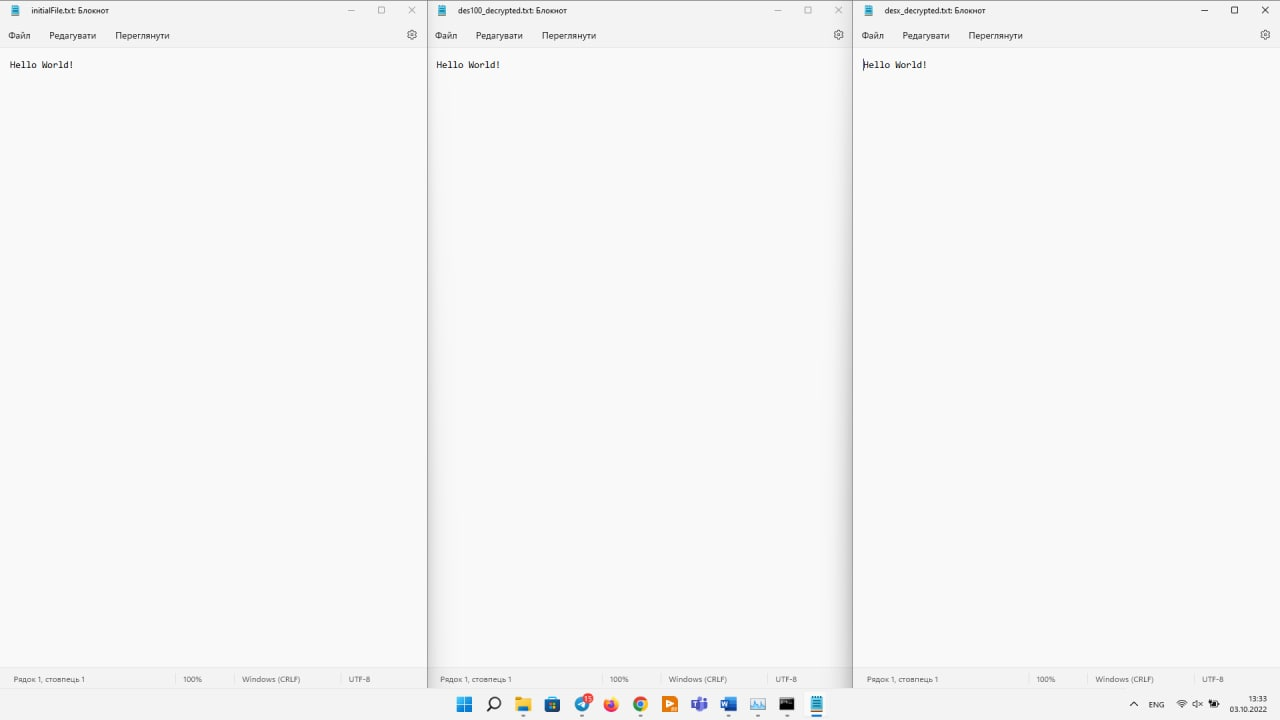 initialFile.txt: Блокнот
Файл Редагувати Переглянути
Hello World!
Рядок 1, стовпець 1 100% Windows (CRLF) UTF-8
des100_decrypted.txt: Блокнот
Файл Редагувати Переглянути
Hello World!
Рядок 1, стовпець 1 100% Windows (CRLF) UTF-8
desx_decrypted.txt: Блокнот
Файл Редагувати Переглянути
Hello World!
Рядок 1, стовпець 1 100% Windows (CRLF) UTF-8
15
ENG
13:33
03.10.2022